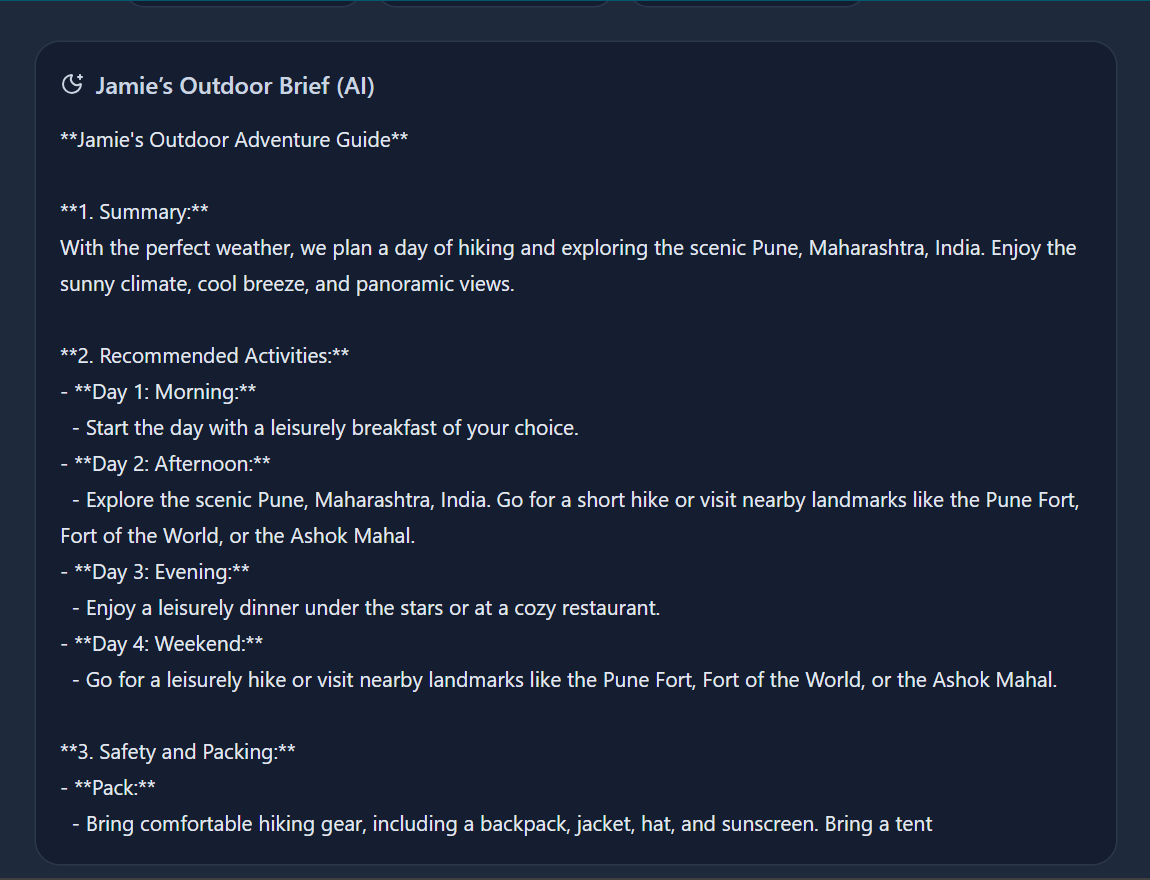 Jamie’s Outdoor Brief (AI)
**Jamie's Outdoor Adventure Guide**
**1. Summary:**
With the perfect weather, we plan a day of hiking and exploring the scenic Pune, Maharashtra, India. Enjoy the
sunny climate, cool breeze, and panoramic views.
**2. Recommended Activities:**
- **Day 1: Morning:**
- Start the day with a leisurely breakfast of your choice.
- **Day 2: Afternoon:**
- Explore the scenic Pune, Maharashtra, India. Go for a short hike or visit nearby landmarks like the Pune Fort,
Fort of the World, or the Ashok Mahal.
- **Day 3: Evening:**
- Enjoy a leisurely dinner under the stars or at a cozy restaurant.
- **Day 4: Weekend:**
- Go for a leisurely hike or visit nearby landmarks like the Pune Fort, Fort of the World, or the Ashok Mahal.
**3. Safety and Packing:**
- **Pack:**
- Bring comfortable hiking gear, including a backpack, jacket, hat, and sunscreen. Bring a tent